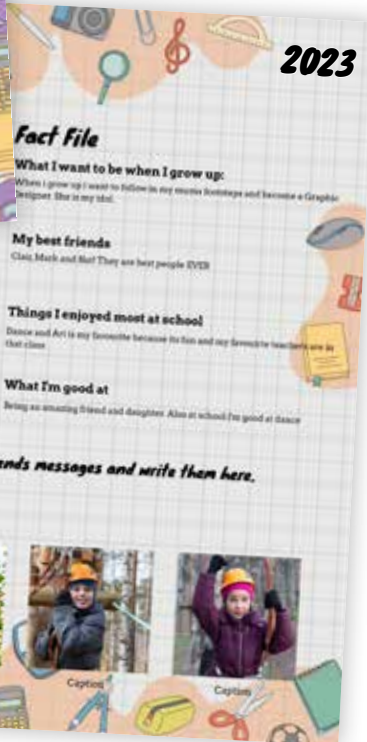 2023
Fact File
What I want to be when I grow up:
When i grow up i want to follow in my mums footsteps and become a Graphic
Designer. She is my idol.
My best friends
Clair, Mark and Nat! They are best people EVER
Things I enjoyed most at school
Dance and Art is my favourite because its fun and my favourite teachers are in
that class
What I'm good at
Being an amazing friend and daughter. Also at school I'm good at dance
ends messages and write them here.
Caption
Caption